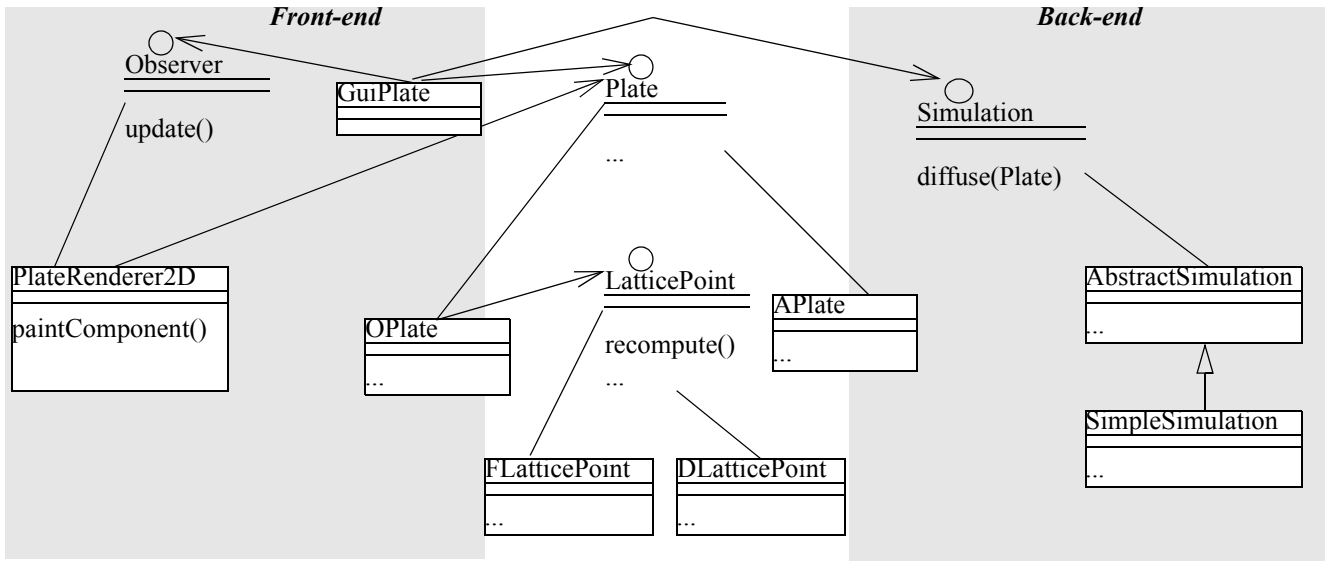 Front-end
Back-end
Observer
update()
GuiPlate
Plate
...
Simulation
diffuse(Plate)
PlateRenderer2D
paintComponent()
OPlate
...
LatticePoint
recompute()
...
APlate
...
AbstractSimulation
...
SimpleSimulation
...
FLatticePoint
...
DLatticePoint
...